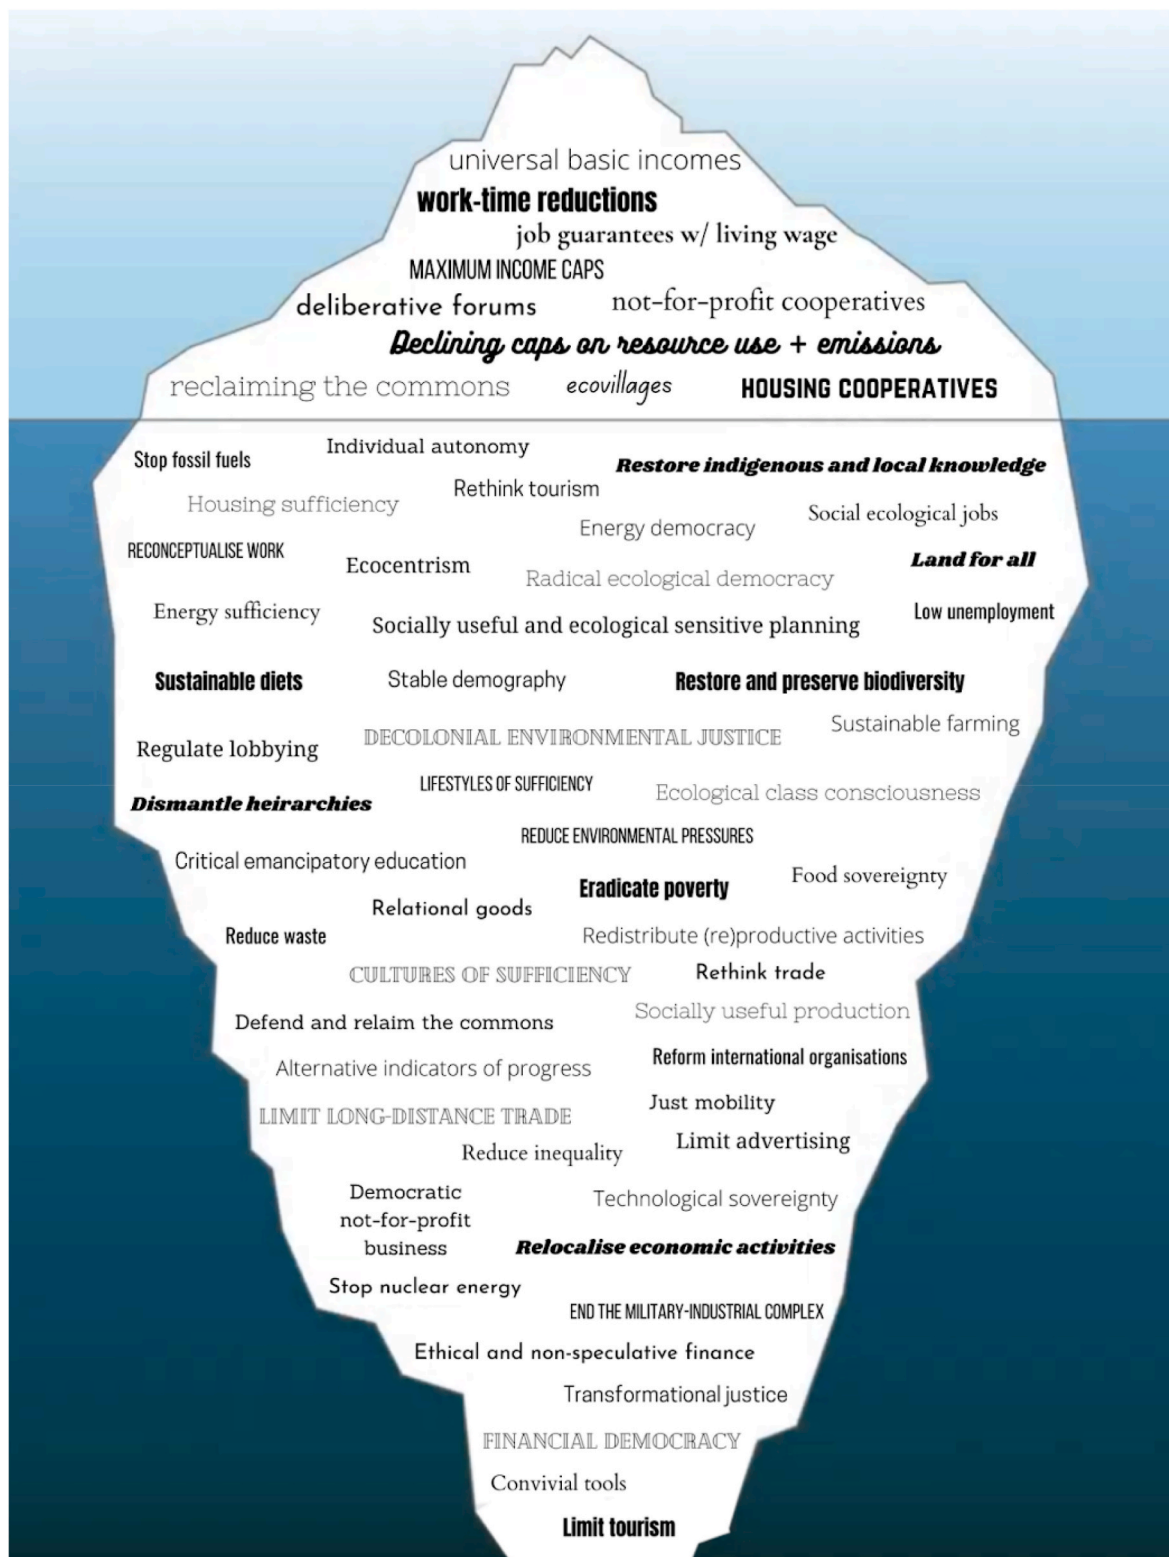 universal basic incomes
work-time reductions
job guarantees w/ living wage
MAXIMUM INCOME CAPS
deliberative forums
not-for-profit cooperatives
Declining caps on resource use + emissions
reclaiming the commons
ecovillages
HOUSING COOPERATIVES
Stop fossil fuels
Individual autonomy
Restore indigenous and local knowledge
Housing sufficiency
Rethink tourism
Energy democracy
Social ecological jobs
RECONCEPTUALISE WORK
Ecocentrism
Radical ecological democracy
Land for all
Energy sufficiency
Socially useful and ecological sensitive planning
Low unemployment
Sustainable diets
Stable demography
Restore and preserve biodiversity
Regulate lobbying
DECOLONIAL ENVIRONMENTAL JUSTICE
Sustainable farming
Dismantle heirarchies
LIFESTYLES OF SUFFICIENCY
Ecological class consciousness
REDUCE ENVIRONMENTAL PRESSURES
Critical emancipatory education
Eradicate poverty
Food sovereignty
Relational goods
Reduce waste
Redistribute (re)productive activities
CULTURES OF SUFFICIENCY
Rethink trade
Defend and relaim the commons
Socially useful production
Alternative indicators of progress
Reform international organisations
LIMIT LONG-DISTANCE TRADE
Just mobility
Reduce inequality
Limit advertising
Democratic
not-for-profit
business
Technological sovereignty
Relocalise economic activities
Stop nuclear energy
END THE MILITARY-INDUSTRIAL COMPLEX
Ethical and non-speculative finance
Transformational justice
FINANCIAL DEMOCRACY
Convivial tools
Limit tourism